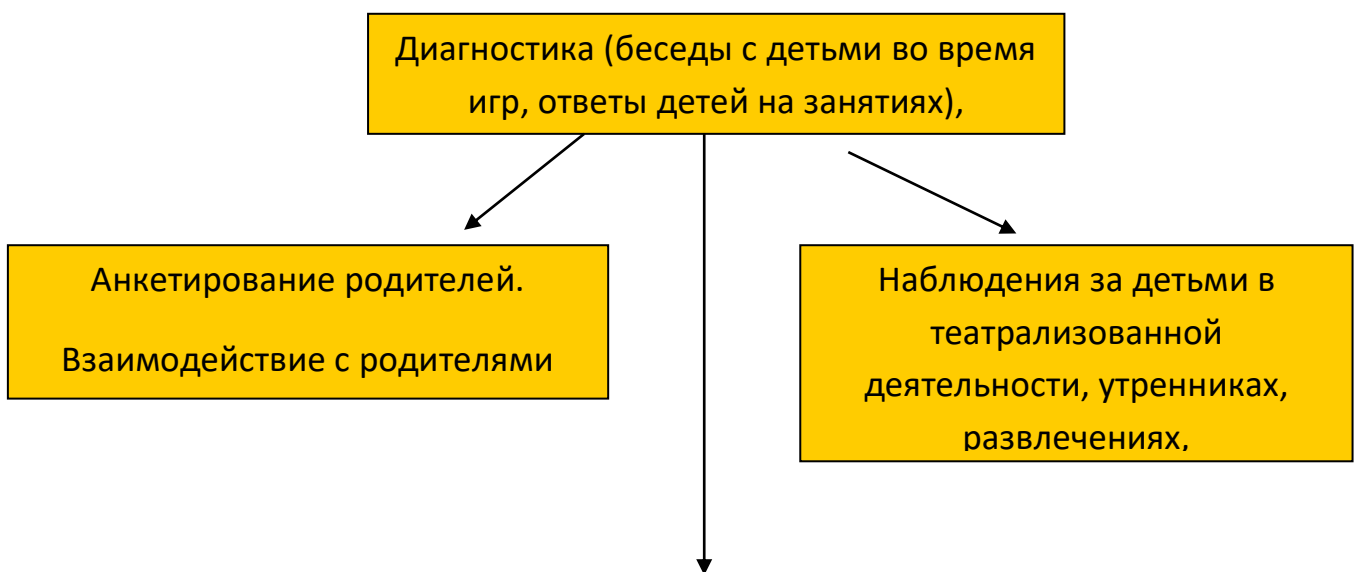 Диагностика (беседы с детьми во время
игр, ответы детей на занятиях),
Анкетирование родителей.
Взаимодействие с родителями
Наблюдения за детьми в
театрализованной
деятельности, утренниках,
развлечениях,